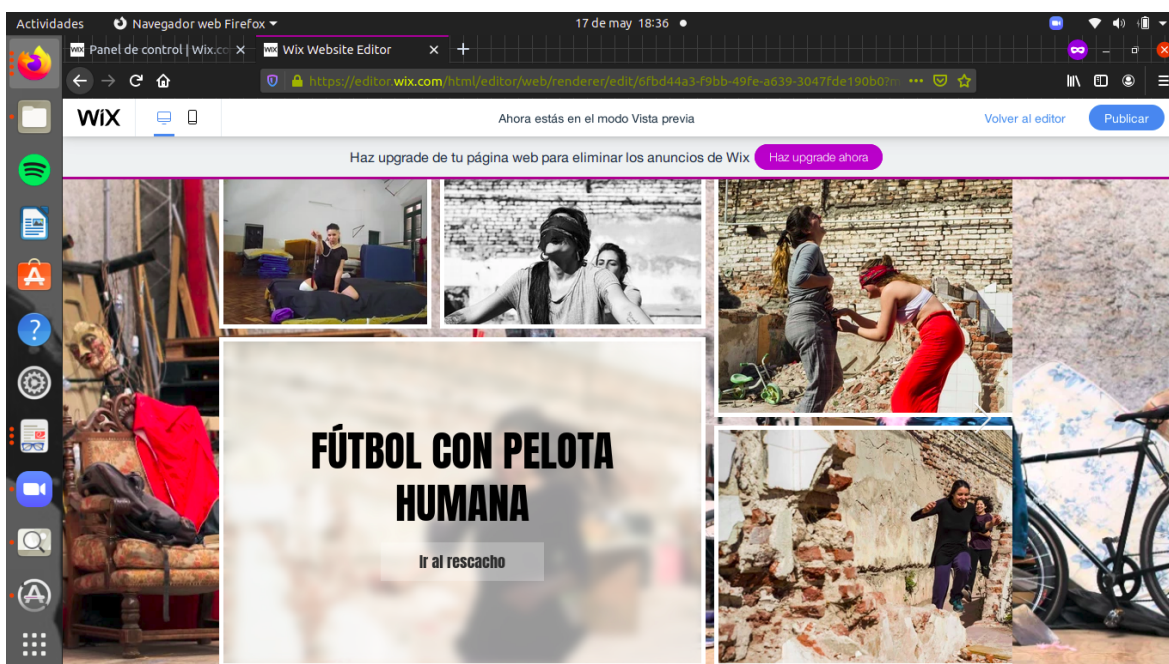 Actividades Navegador web Firefox 17 de may 18:36
Panel de control | Wix.co Wix Website Editor
https://editor.wix.com/html/editor/web/renderer/edit/6fbd44a3-f9bb-49fe-a639-3047fde190b0?m
WiX Ahora estás en el modo Vista previa Volver al editor Publicar
Haz upgrade de tu página web para eliminar los anuncios de Wix Haz upgrade ahora
FÚTBOL CON PELOTA
HUMANA
Ir al rescacho